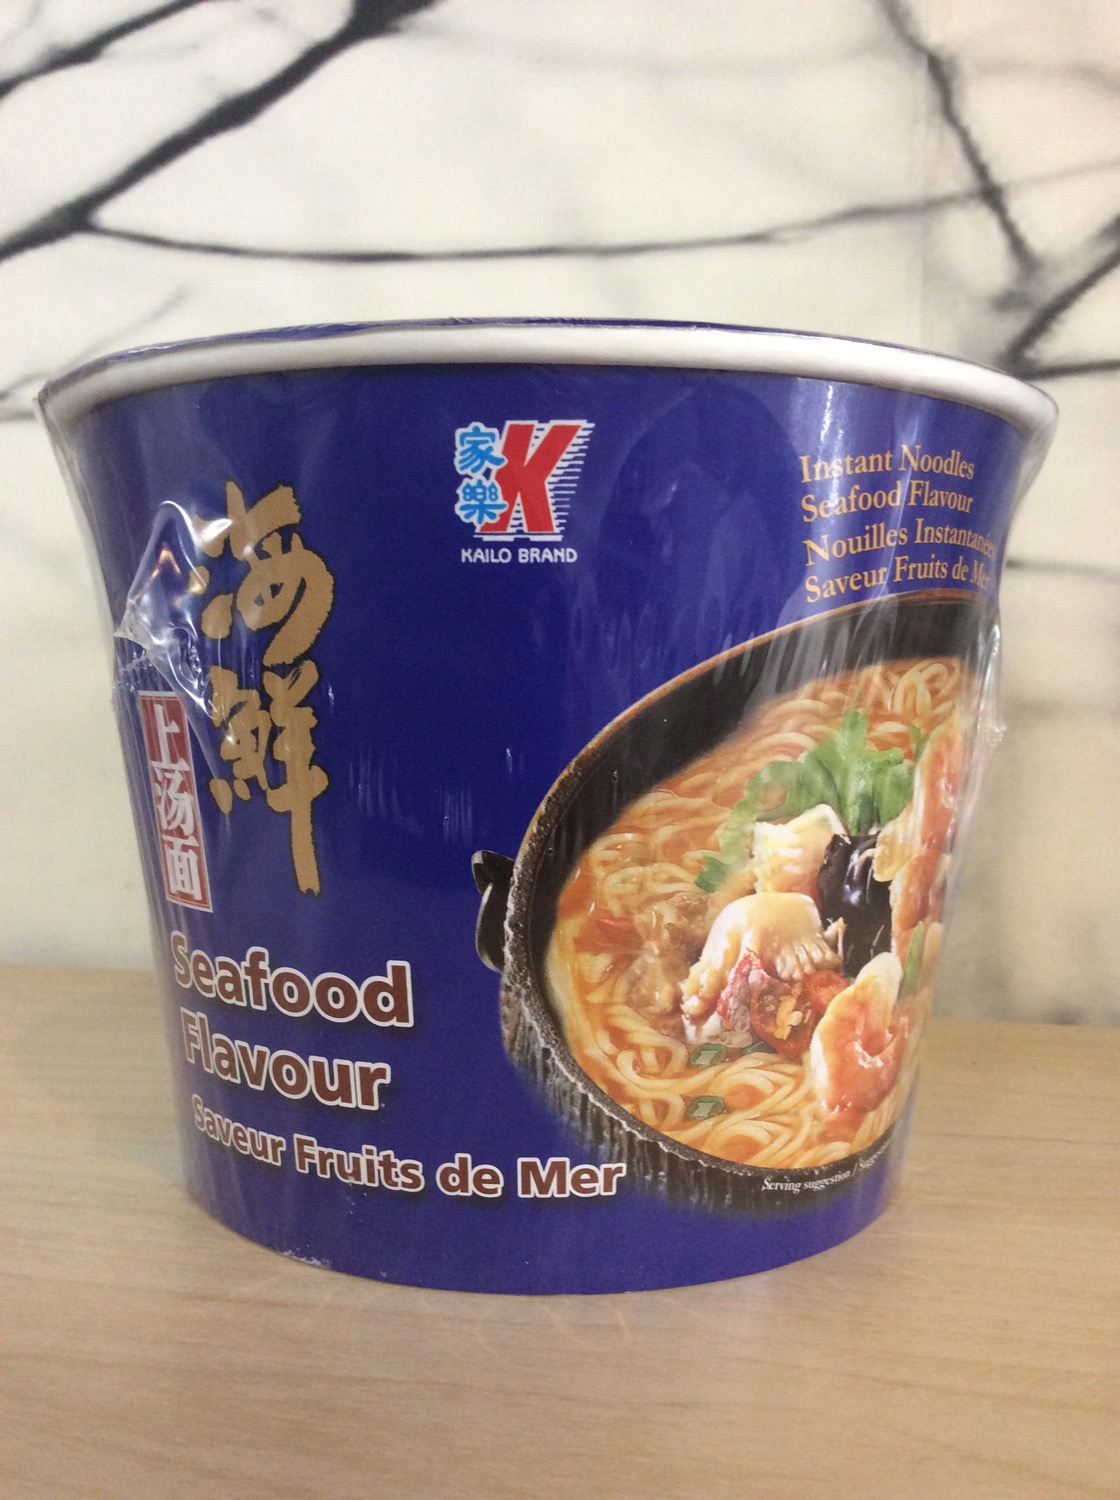 家樂
K
KAILO BRAND
Instant Noodles
Seafood Flavour
Nouilles Instantanées
Saveur Fruits de Mer
海鮮
上汤面
Seafood
Flavour
Saveur Fruits de Mer
Serving suggestion /